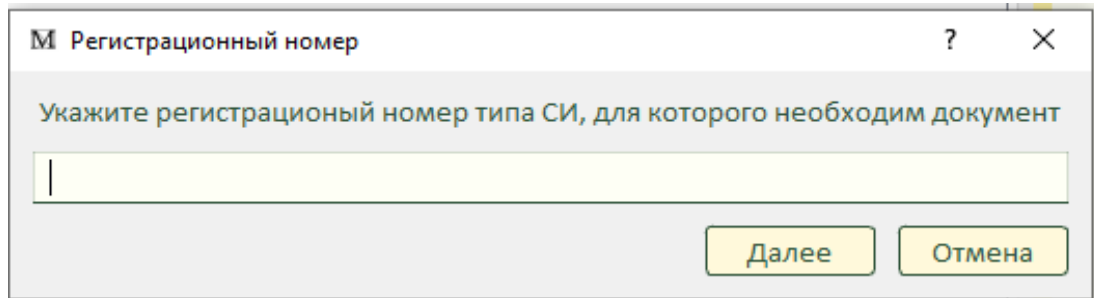 M Регистрационный номер ?
Укажите регистрационый номер типа СИ, для которого необходим документ
Далее Отмена